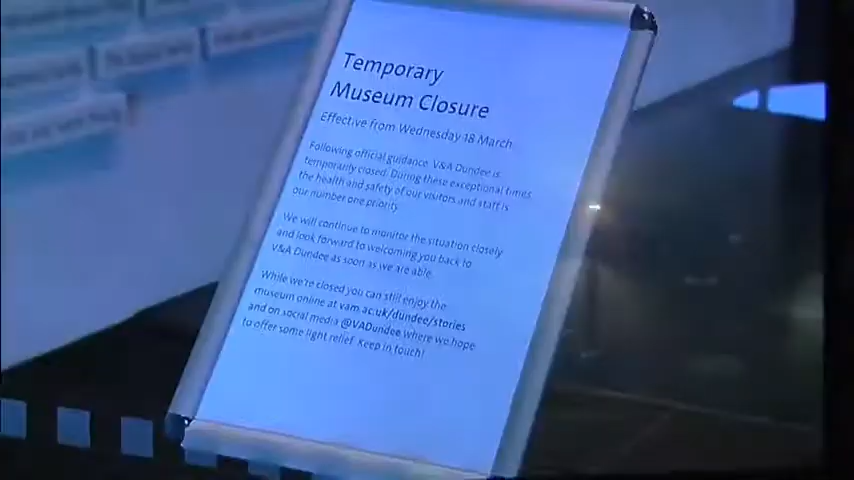 Temporary
Museum Closure
Effective from Wednesday 18 March
Following official guidance, V&A Dundee is
temporarily closed. During these exceptional times
the health and safety of our visitors and staff is
our number one priority.
We will continue to monitor the situation closely
and look forward to welcoming you back to
V&A Dundee as soon as we are able.
While we're closed you can still enjoy the
museum online at vam.ac.uk/dundee/stories
and on social media @VADundee where we hope
to offer some light relief. Keep in touch!